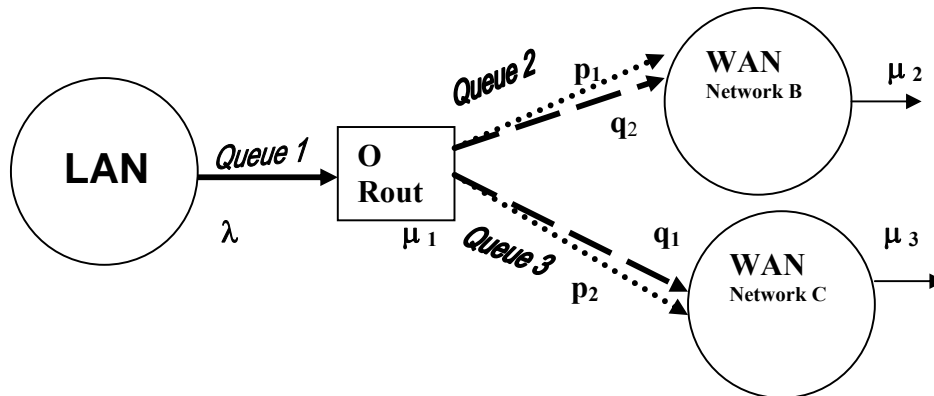 LAN
Queue 1
λ
O
Rout
μ 1
Queue 2
p1
q2
WAN
Network B
μ 2
Queue 3
q1
p2
WAN
Network C
μ 3